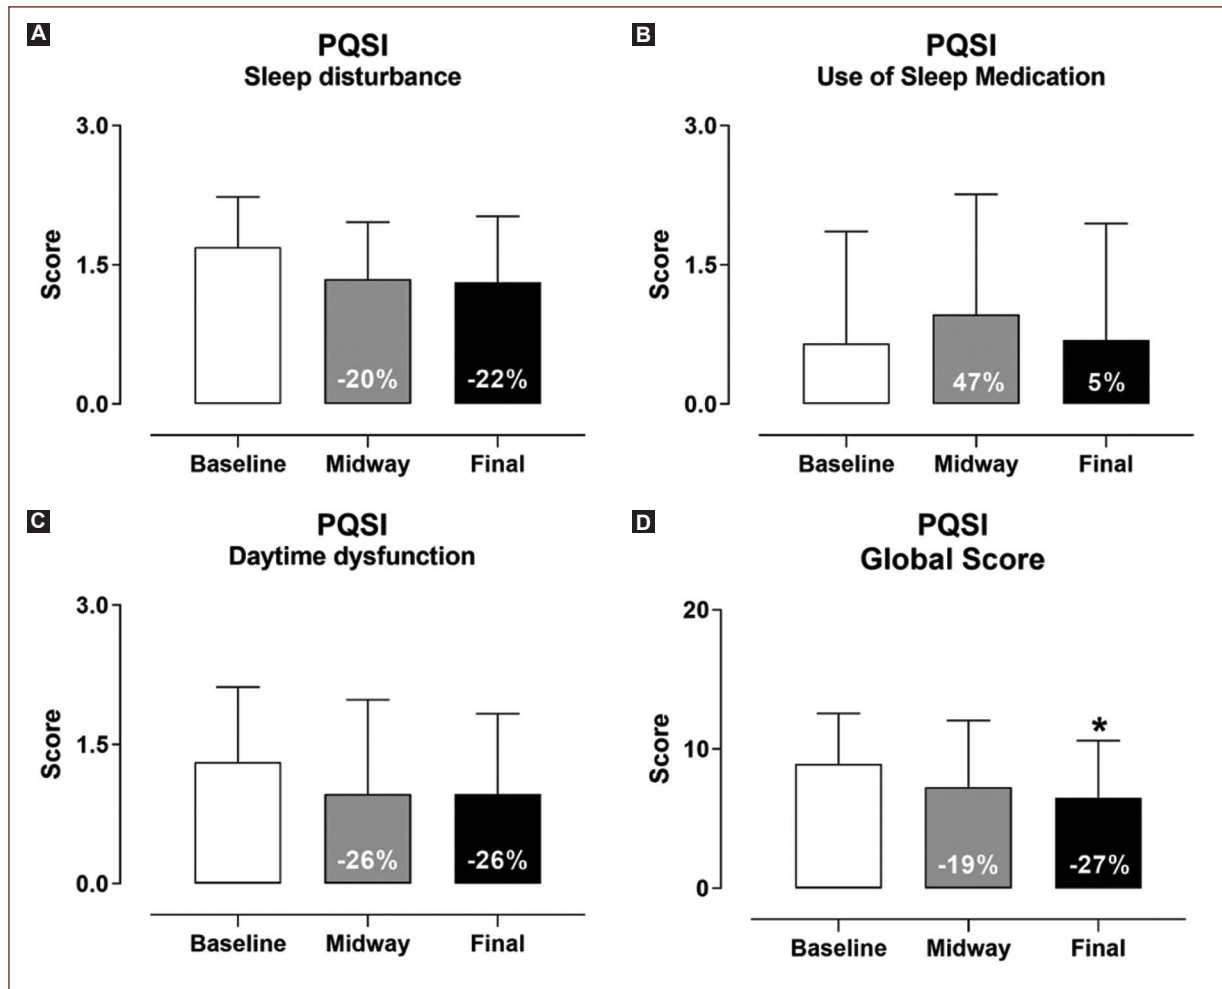 A
PQSI
Sleep disturbance
3.0
1.5
0.0
Score
-20%
-22%
Baseline
Midway
Final
B
PQSI
Use of Sleep Medication
3.0
1.5
0.0
Score
47%
5%
Baseline
Midway
Final
C
PQSI
Daytime dysfunction
3.0
1.5
0.0
Score
-26%
-26%
Baseline
Midway
Final
D
PQSI
Global Score
20
10
0
Score
*
-19%
-27%
Baseline
Midway
Final